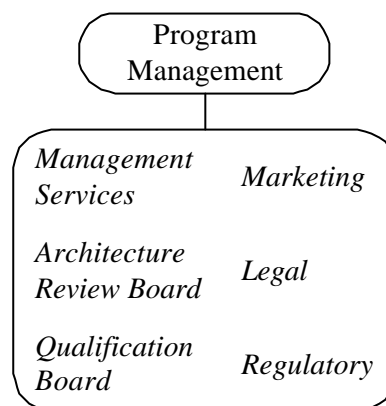 Program
Management
Management
Services
Marketing
Architecture
Review Board
Legal
Qualification
Board
Regulatory